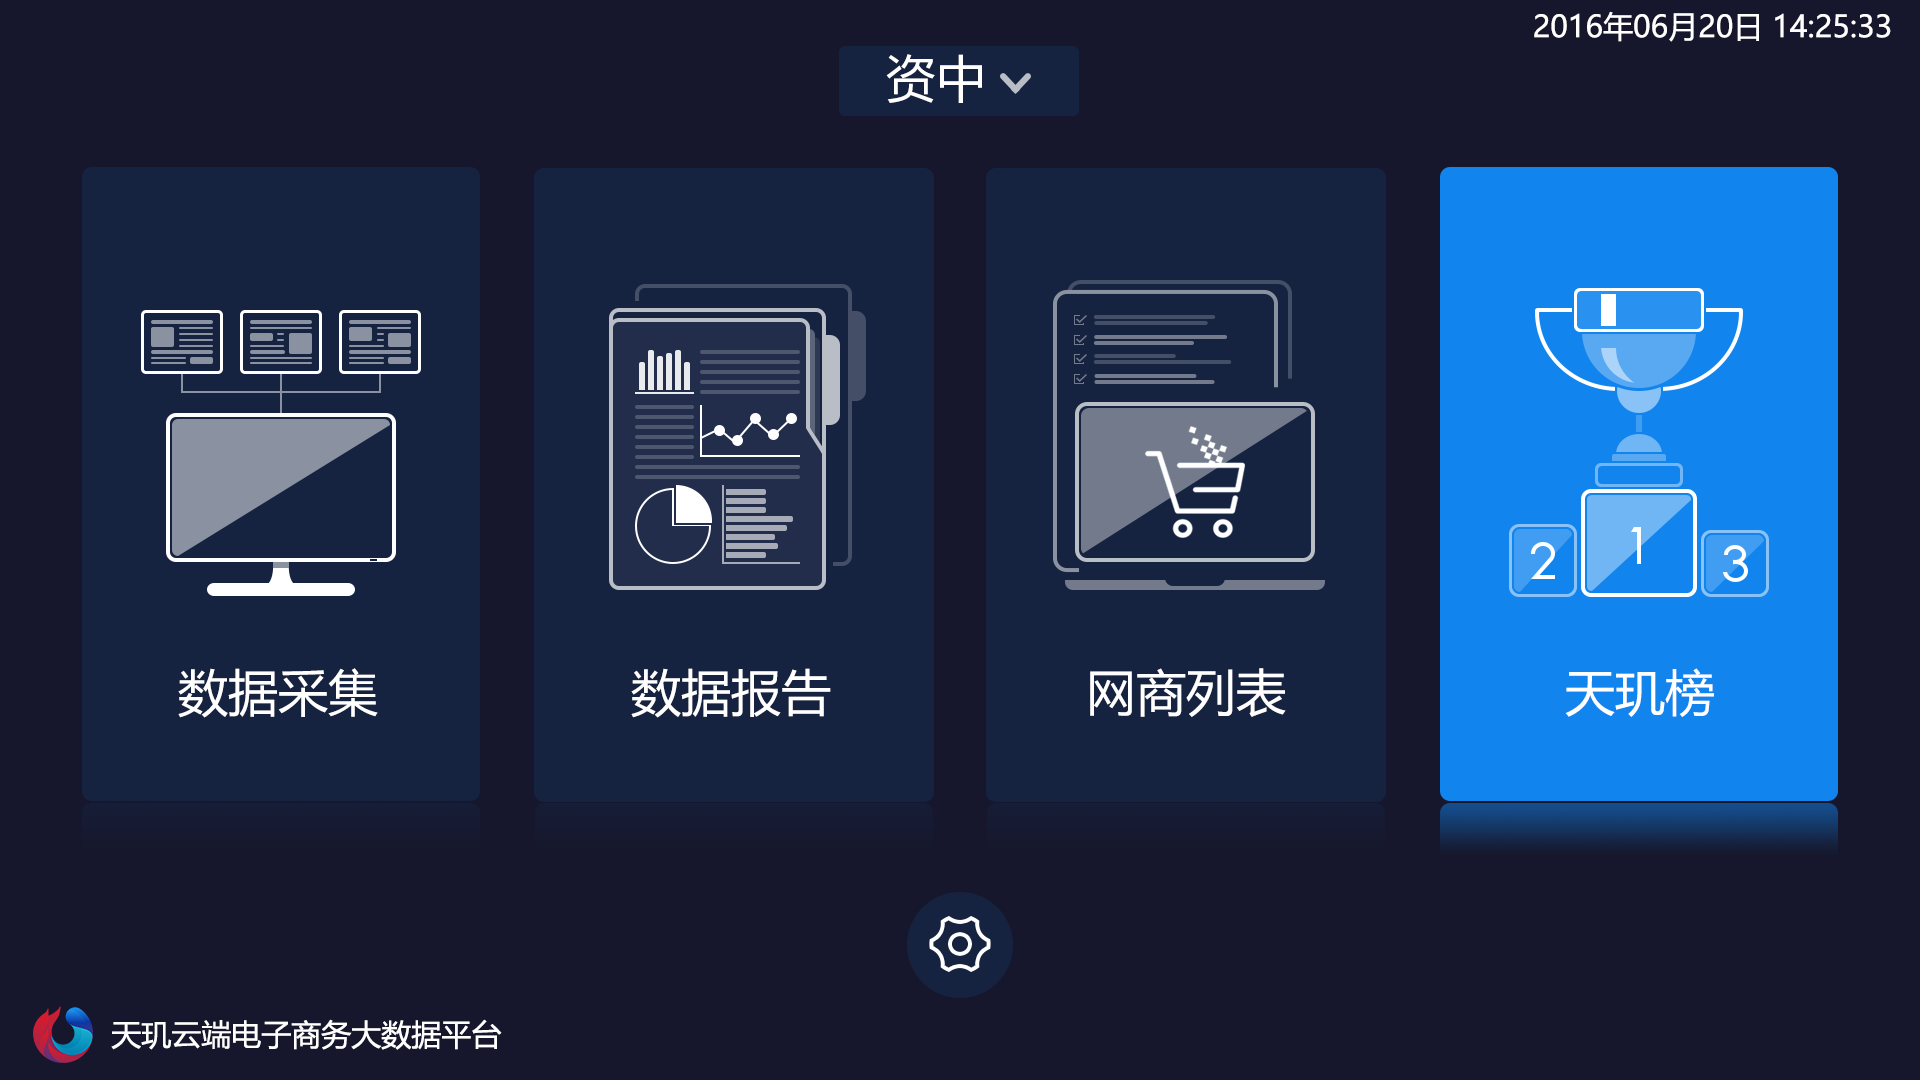 2016年06月20日 14:25:33
资中
数据采集
数据报告
网商列表
2
1
3
天玑榜
天玑云端电子商务大数据平台